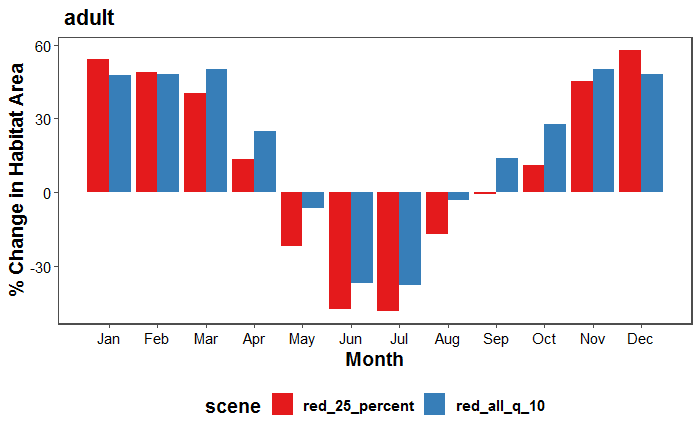 adult
% Change in Habitat Area
60
30
0
-30
Jan Feb Mar Apr May Jun Jul Aug Sep Oct Nov Dec
Month
scene red_25_percent red_all_q_10